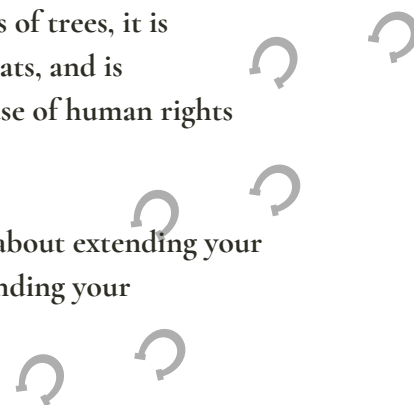 s of trees, it is
ats, and is
se of human rights
about extending your
nding your